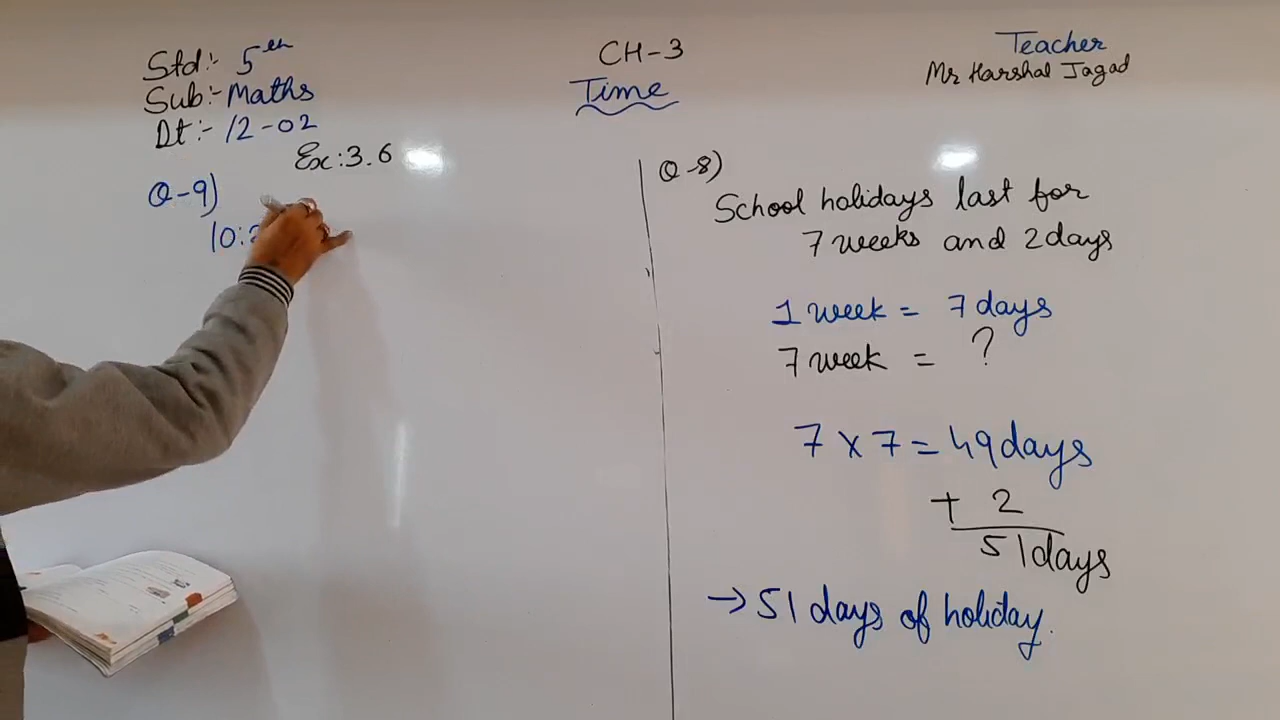 Std:- 5th
Sub:- Maths
Dt:- 12-02
CH-3
Time
Teacher
Mr Harshal Jagad
Ex:3.6
Q-9)
10:
Q-8)
School holidays last for
7 weeks and 2 days
1 week = 7 days
7 week = ?
7 x 7 = 49 days
+ 2
51 days
→ 51 days of holiday.